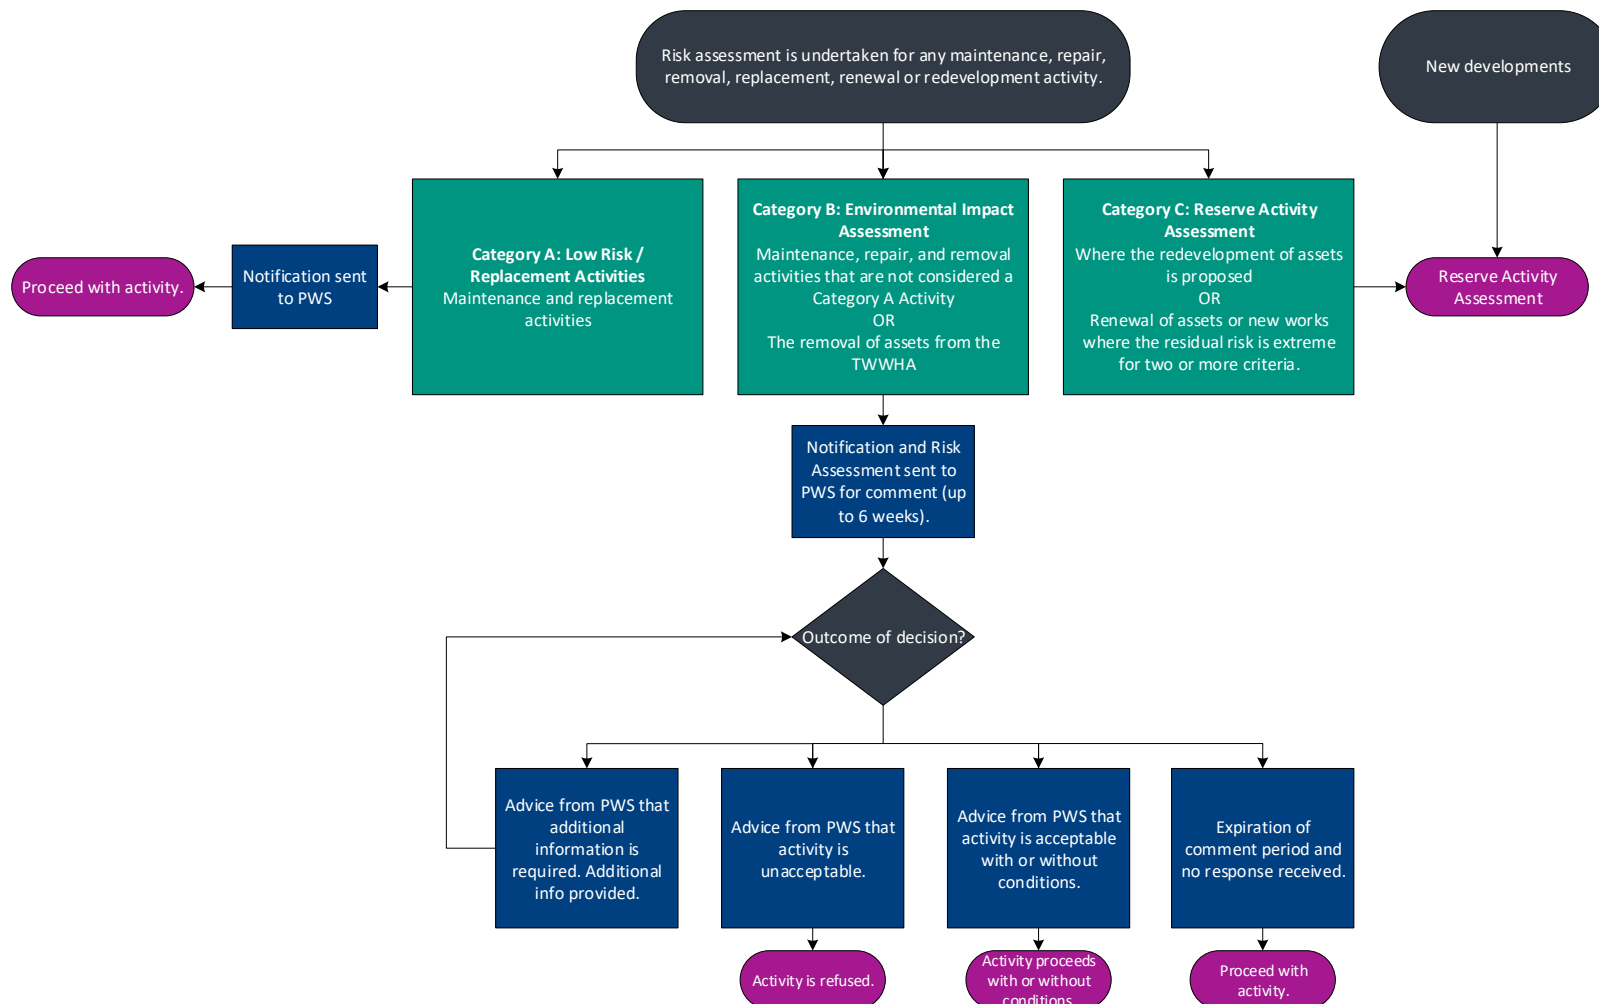 Risk assessment is undertaken for any maintenance, repair,
removal, replacement, renewal or redevelopment activity.
New developments
Category A: Low Risk /
Replacement Activities
Maintenance and replacement
activities
Category B: Environmental Impact
Assessment
Maintenance, repair, and removal
activities that are not considered a
Category A Activity
OR
The removal of assets from the
TWWHA
Category C: Reserve Activity
Assessment
Where the redevelopment of assets
is proposed
OR
Renewal of assets or new works
where the residual risk is extreme
for two or more criteria.
Proceed with activity.
Notification sent
to PWS
Reserve Activity
Assessment
Notification and Risk
Assessment sent to
PWS for comment (up
to 6 weeks).
Outcome of decision?
Advice from PWS that
additional
information is
required. Additional
info provided.
Advice from PWS that
activity is
unacceptable.
Advice from PWS that
activity is acceptable
with or without
conditions.
Expiration of
comment period and
no response received.
Activity is refused.
Activity proceeds
with or without
conditions
Proceed with
activity.